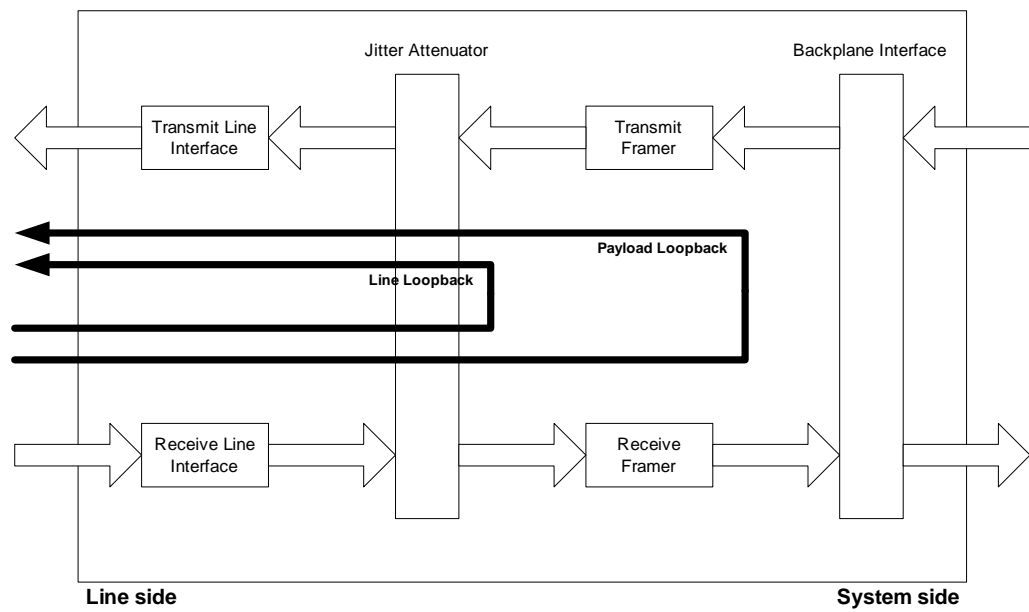 Jitter Attenuator
Backplane Interface
Transmit Line
Interface
Transmit
Framer
Payload Loopback
Line Loopback
Receive Line
Interface
Receive
Framer
Line side
System side